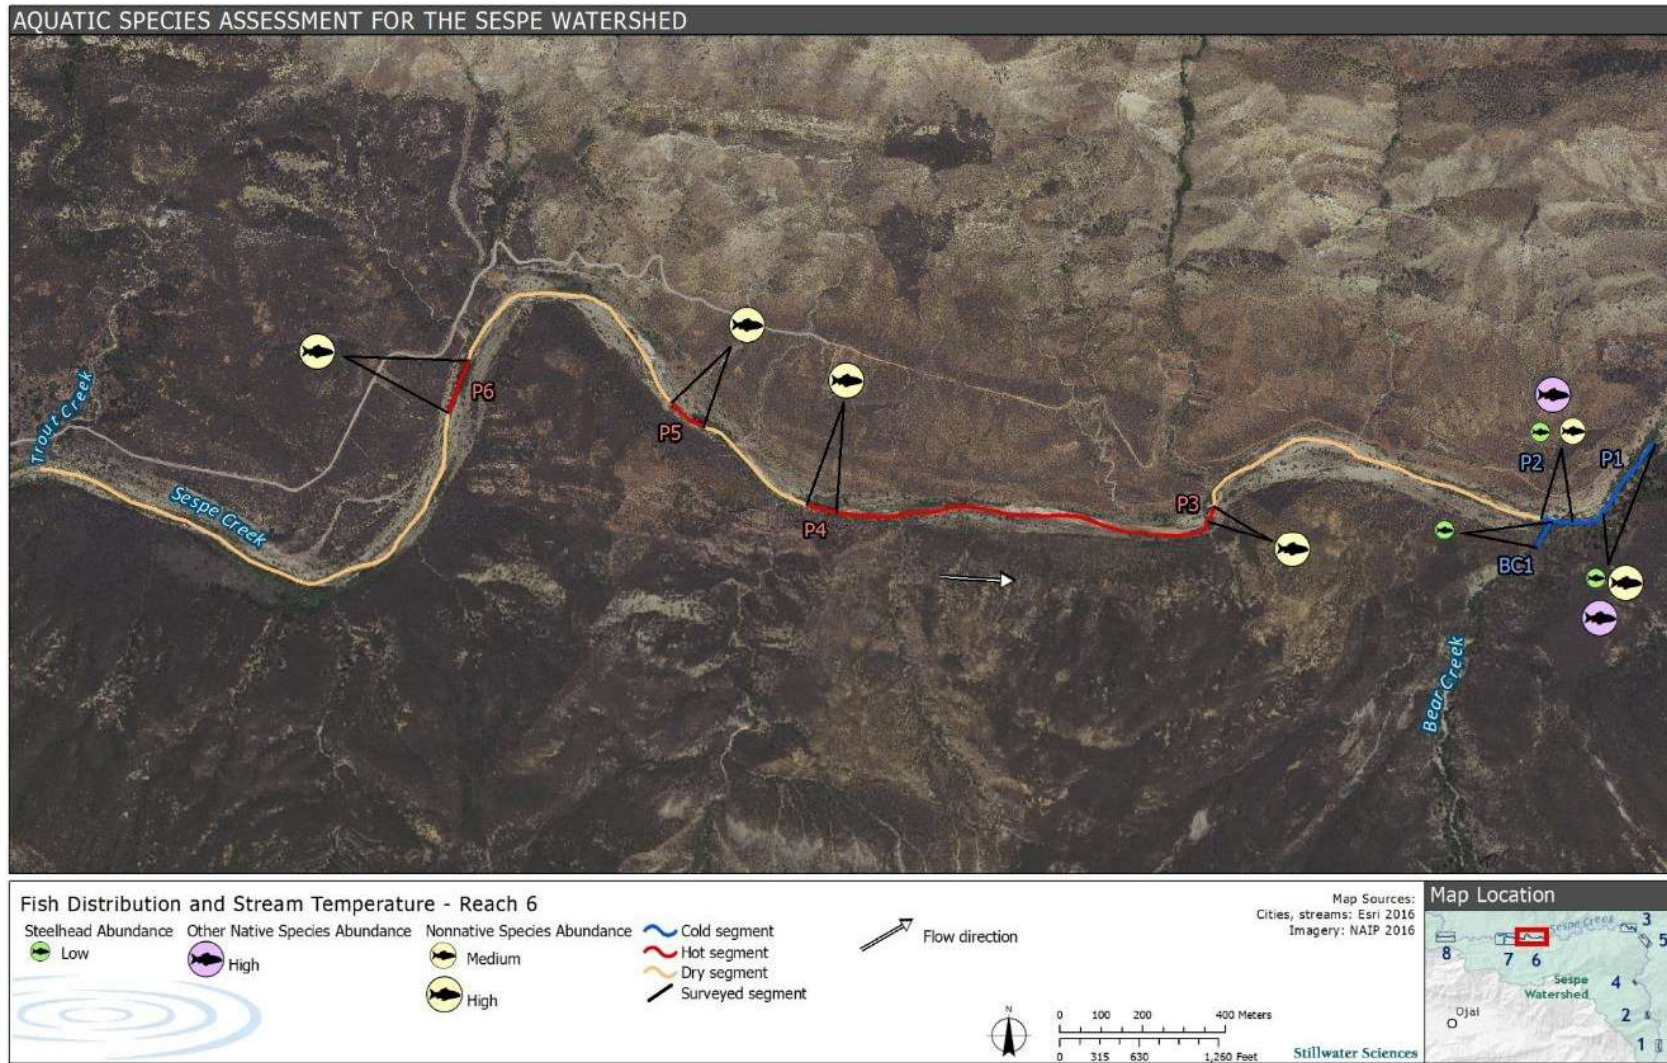 AQUATIC SPECIES ASSESSMENT FOR THE SESPE WATERSHED
Trout Creek
Sespe Creek
P6
P5
P4
P3
P2
P1
BC1
Bear Creek
Fish Distribution and Stream Temperature - Reach 6
Steelhead Abundance
Low
Other Native Species Abundance
High
Nonnative Species Abundance
Medium
High
Cold segment
Hot segment
Dry segment
Surveyed segment
Flow direction
N
0 100 200 400 Meters
0 315 630 1,260 Feet
Map Sources:
Cities, streams: Esri 2016
Imagery: NAIP 2016
Stillwater Sciences
Map Location
Sespe Creek
3
5
8
7
6
Sespe
Watershed
4
Ojai
2
1